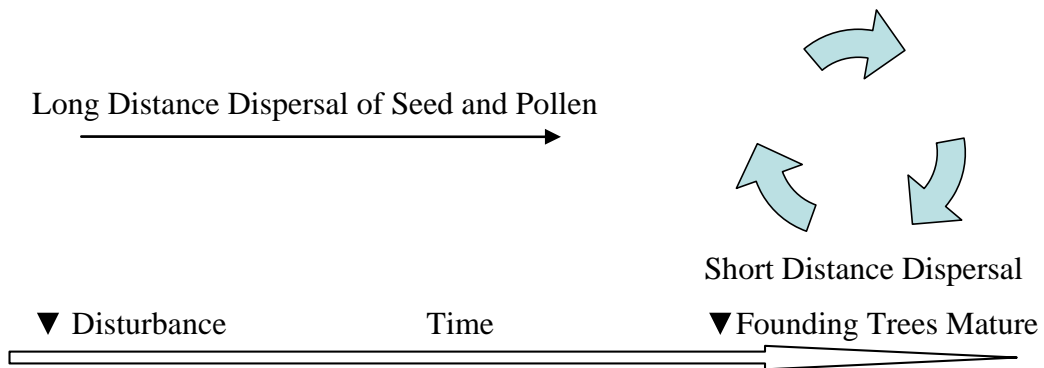 Long Distance Dispersal of Seed and Pollen
Short Distance Dispersal
▼ Disturbance Time ▼Founding Trees Mature